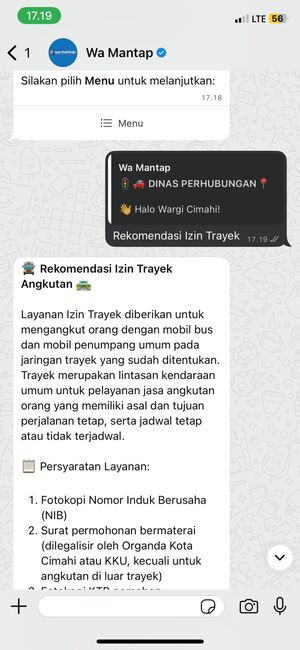 17.19
LTE 56
1
wa mantap
Wa Mantap
Silakan pilih Menu untuk melanjutkan:
17.18
Menu
Wa Mantap
🚦 🚗 DINAS PERHUBUNGAN📍
👋 Halo Wargi Cimahi!
Rekomendasi Izin Trayek
17.19
🚍 Rekomendasi Izin Trayek
Angkutan 🛣️
Layanan Izin Trayek diberikan untuk
mengangkut orang dengan mobil bus
dan mobil penumpang umum pada
jaringan trayek yang sudah ditentukan.
Trayek merupakan lintasan kendaraan
umum untuk pelayanan jasa angkutan
orang yang memiliki asal dan tujuan
perjalanan tetap, serta jadwal tetap
atau tidak terjadwal.
📋 Persyaratan Layanan:
1. Fotokopi Nomor Induk Berusaha
(NIB)
2. Surat permohonan bermaterai
(dilegalisir oleh Organda Kota
Cimahi atau KKU, kecuali untuk
angkutan di luar trayek)